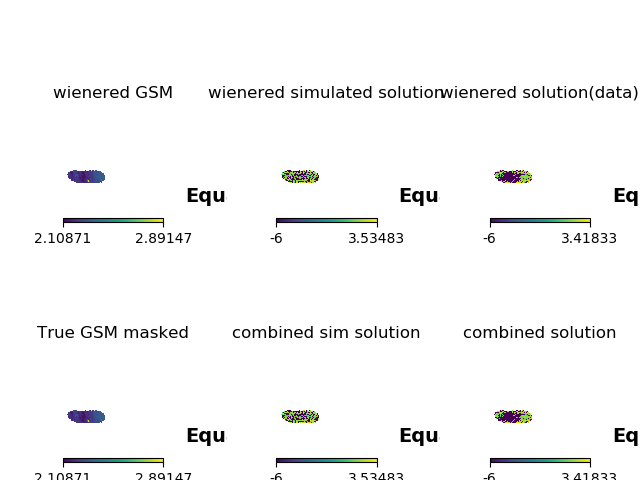 wienered GSM
wienered simulated solution
wienered solution(data)
Equ
Equ
Eq
2.10871 2.89147
-6 3.53483
-6 3.41833
True GSM masked
combined sim solution
combined solution
Equ
Equ
Eq
2.10871 2.89147
-6 3.53483
-6 3.41833